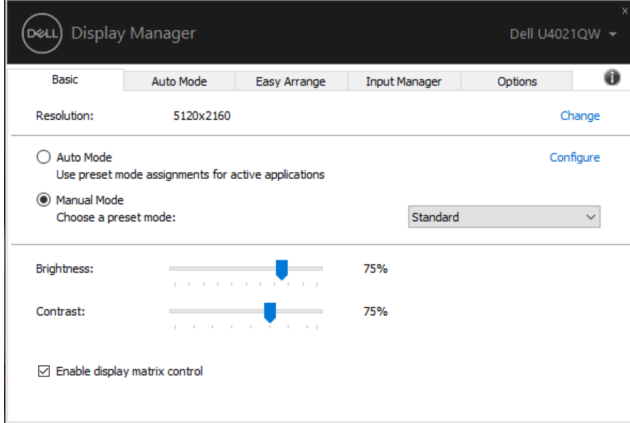 x
DELL Display Manager Dell U4021QW
Basic Auto Mode Easy Arrange Input Manager Options i
Resolution: 5120x2160 Change
Auto Mode Configure
Use preset mode assignments for active applications
Manual Mode
Choose a preset mode: Standard
Brightness: 75%
Contrast: 75%
Enable display matrix control